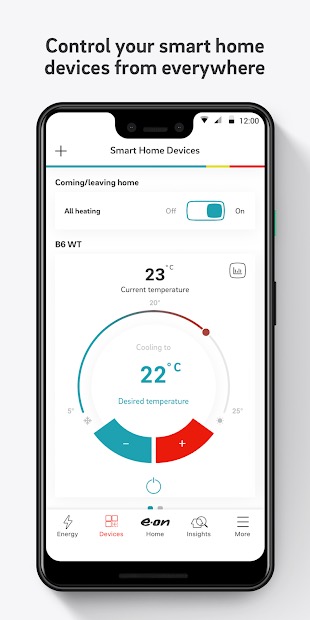 Control your smart home
devices from everywhere
12:00
Smart Home Devices
Coming/leaving home
All heating Off On
B6 WT
23°C
Current temperature
20°
Cooling to
22°C
Desired temperature
5° 25°
− +
Energy Devices e·on Home Insights More